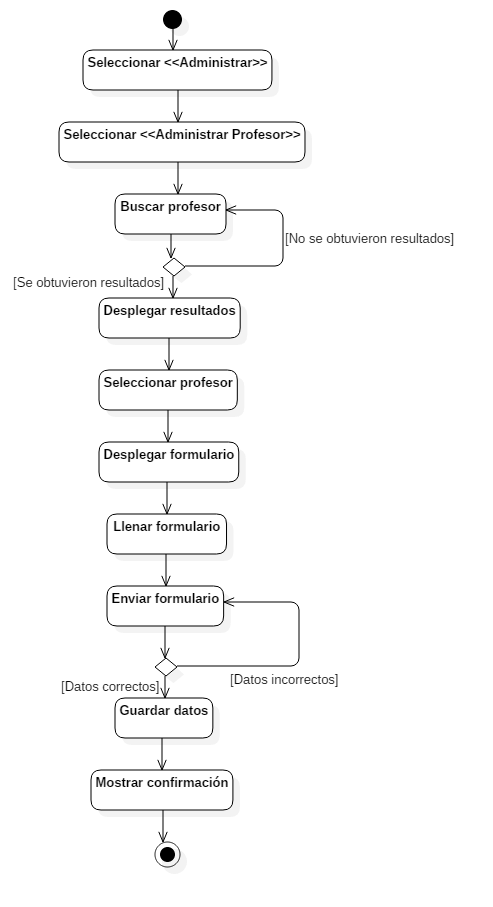 Seleccionar <<Administrar>>
Seleccionar <<Administrar Profesor>>
Buscar profesor
[No se obtuvieron resultados]
[Se obtuvieron resultados]
Desplegar resultados
Seleccionar profesor
Desplegar formulario
Llenar formulario
Enviar formulario
[Datos incorrectos]
[Datos correctos]
Guardar datos
Mostrar confirmación